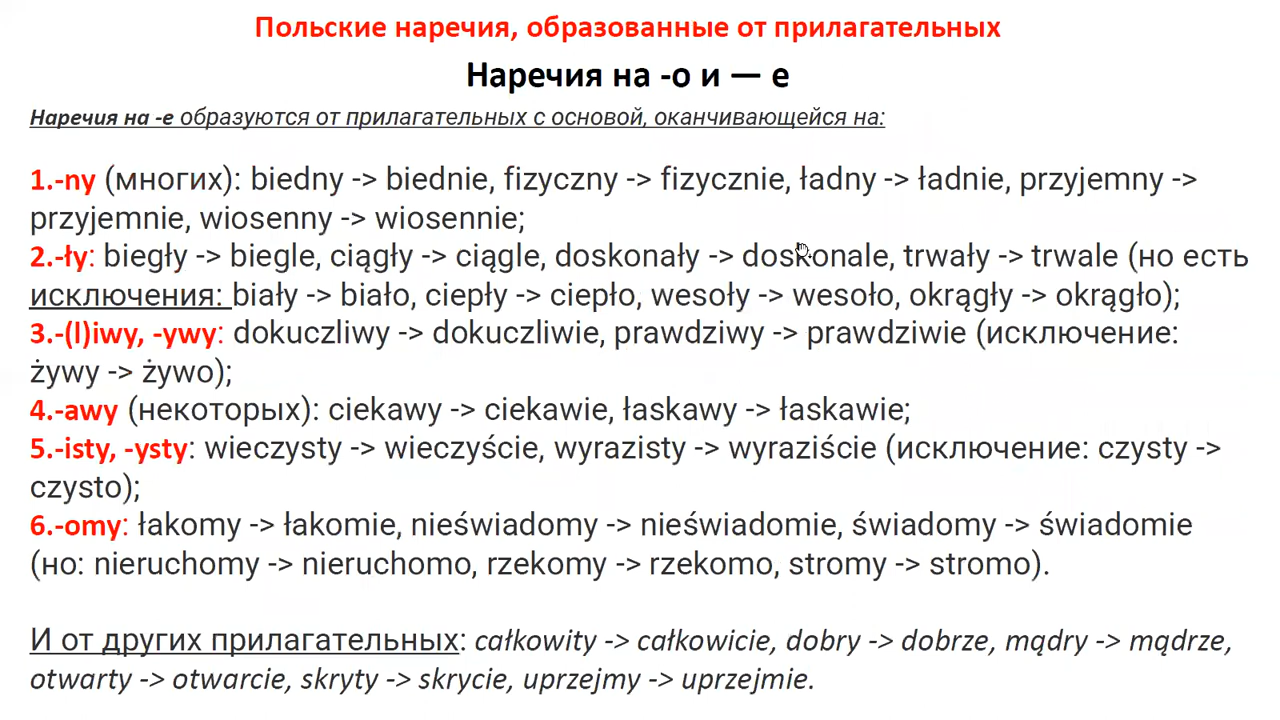 Польские наречия, образованные от прилагательных
Наречия на -о и — е
Наречия на -е образуются от прилагательных с основой, оканчивающейся на:
1.-ny (многих): biedny -> biednie, fizyczny -> fizycznie, ładny -> ładnie, przyjemny ->
przyjemnie, wiosenny -> wiosennie;
2.-ły: biegły -> biegle, ciągły -> ciągle, doskonały -> doskonale, trwały -> trwale (но есть
исключения: biały -> biało, ciepły -> ciepło, wesoły -> wesoło, okrągły -> okrągło);
3.-(l)iwy, -ywy: dokuczliwy -> dokuczliwie, prawdziwy -> prawdziwie (исключение:
żywy -> żywo);
4.-awy (некоторых): ciekawy -> ciekawie, łaskawy -> łaskawie;
5.-isty, -ysty: wieczysty -> wieczyście, wyrazisty -> wyraziście (исключение: czysty ->
czysto);
6.-omy: łakomy -> łakomie, nieświadomy -> nieświadomie, świadomy -> świadomie
(но: nieruchomy -> nieruchomo, rzekomy -> rzekomo, stromy -> stromo).
И от других прилагательных: całkowity -> całkowicie, dobry -> dobrze, mądry -> mądrze,
otwarty -> otwarcie, skryty -> skrycie, uprzejmy -> uprzejmie.